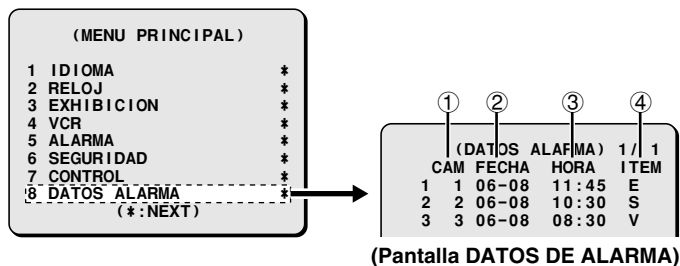 (MENU PRINCIPAL)
1 IDIOMA *
2 RELOJ *
3 EXHIBICION *
4 VCR *
5 ALARMA *
6 SEGURIDAD *
7 CONTROL *
8 DATOS ALARMA *
(*:NEXT)
① ② ③ ④
(DATOS ALARMA) 1/ 1
CAM FECHA HORA ITEM
1 1 06-08 11:45 E
2 2 06-08 10:30 S
3 3 06-08 08:30 V
(Pantalla DATOS DE ALARMA)